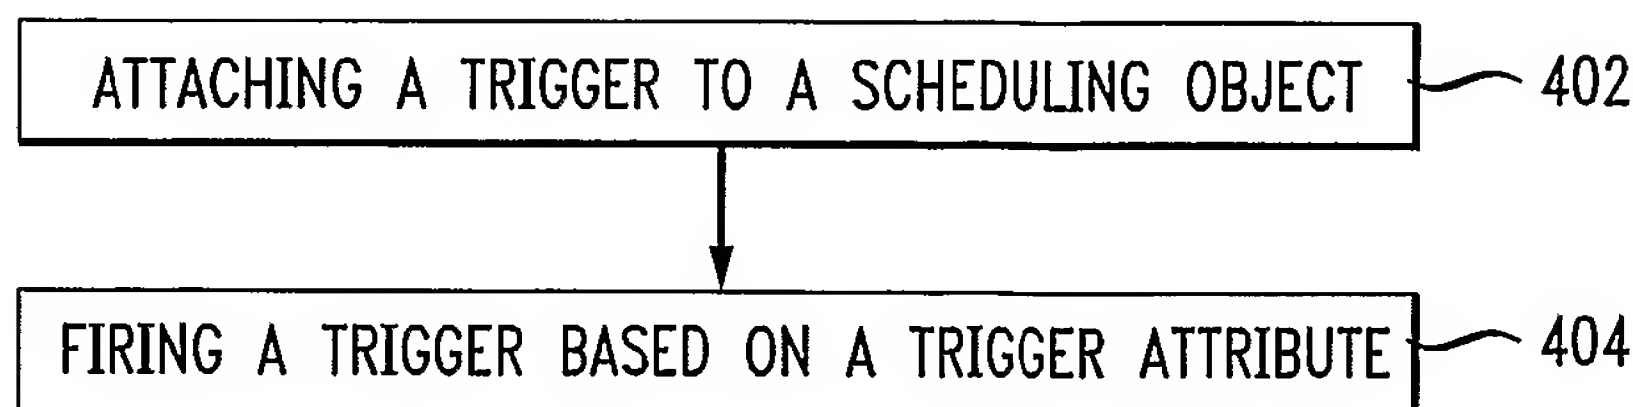 ATTACHING A TRIGGER TO A SCHEDULING OBJECT 402
FIRING A TRIGGER BASED ON A TRIGGER ATTRIBUTE 404